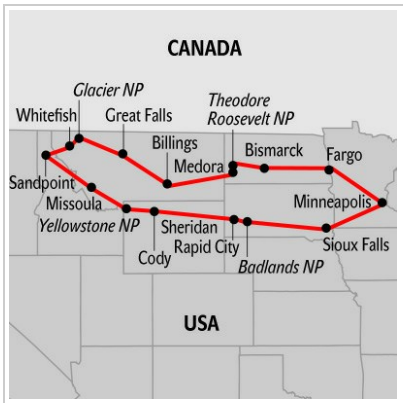 CANADA
Glacier NP
Whitefish
Great Falls
Theodore
Roosevelt NP
Billings
Medora
Bismarck
Fargo
Sandpoint
Missoula
Minneapolis
Yellowstone NP
Sheridan
Rapid City
Sioux Falls
Cody
Badlands NP
USA